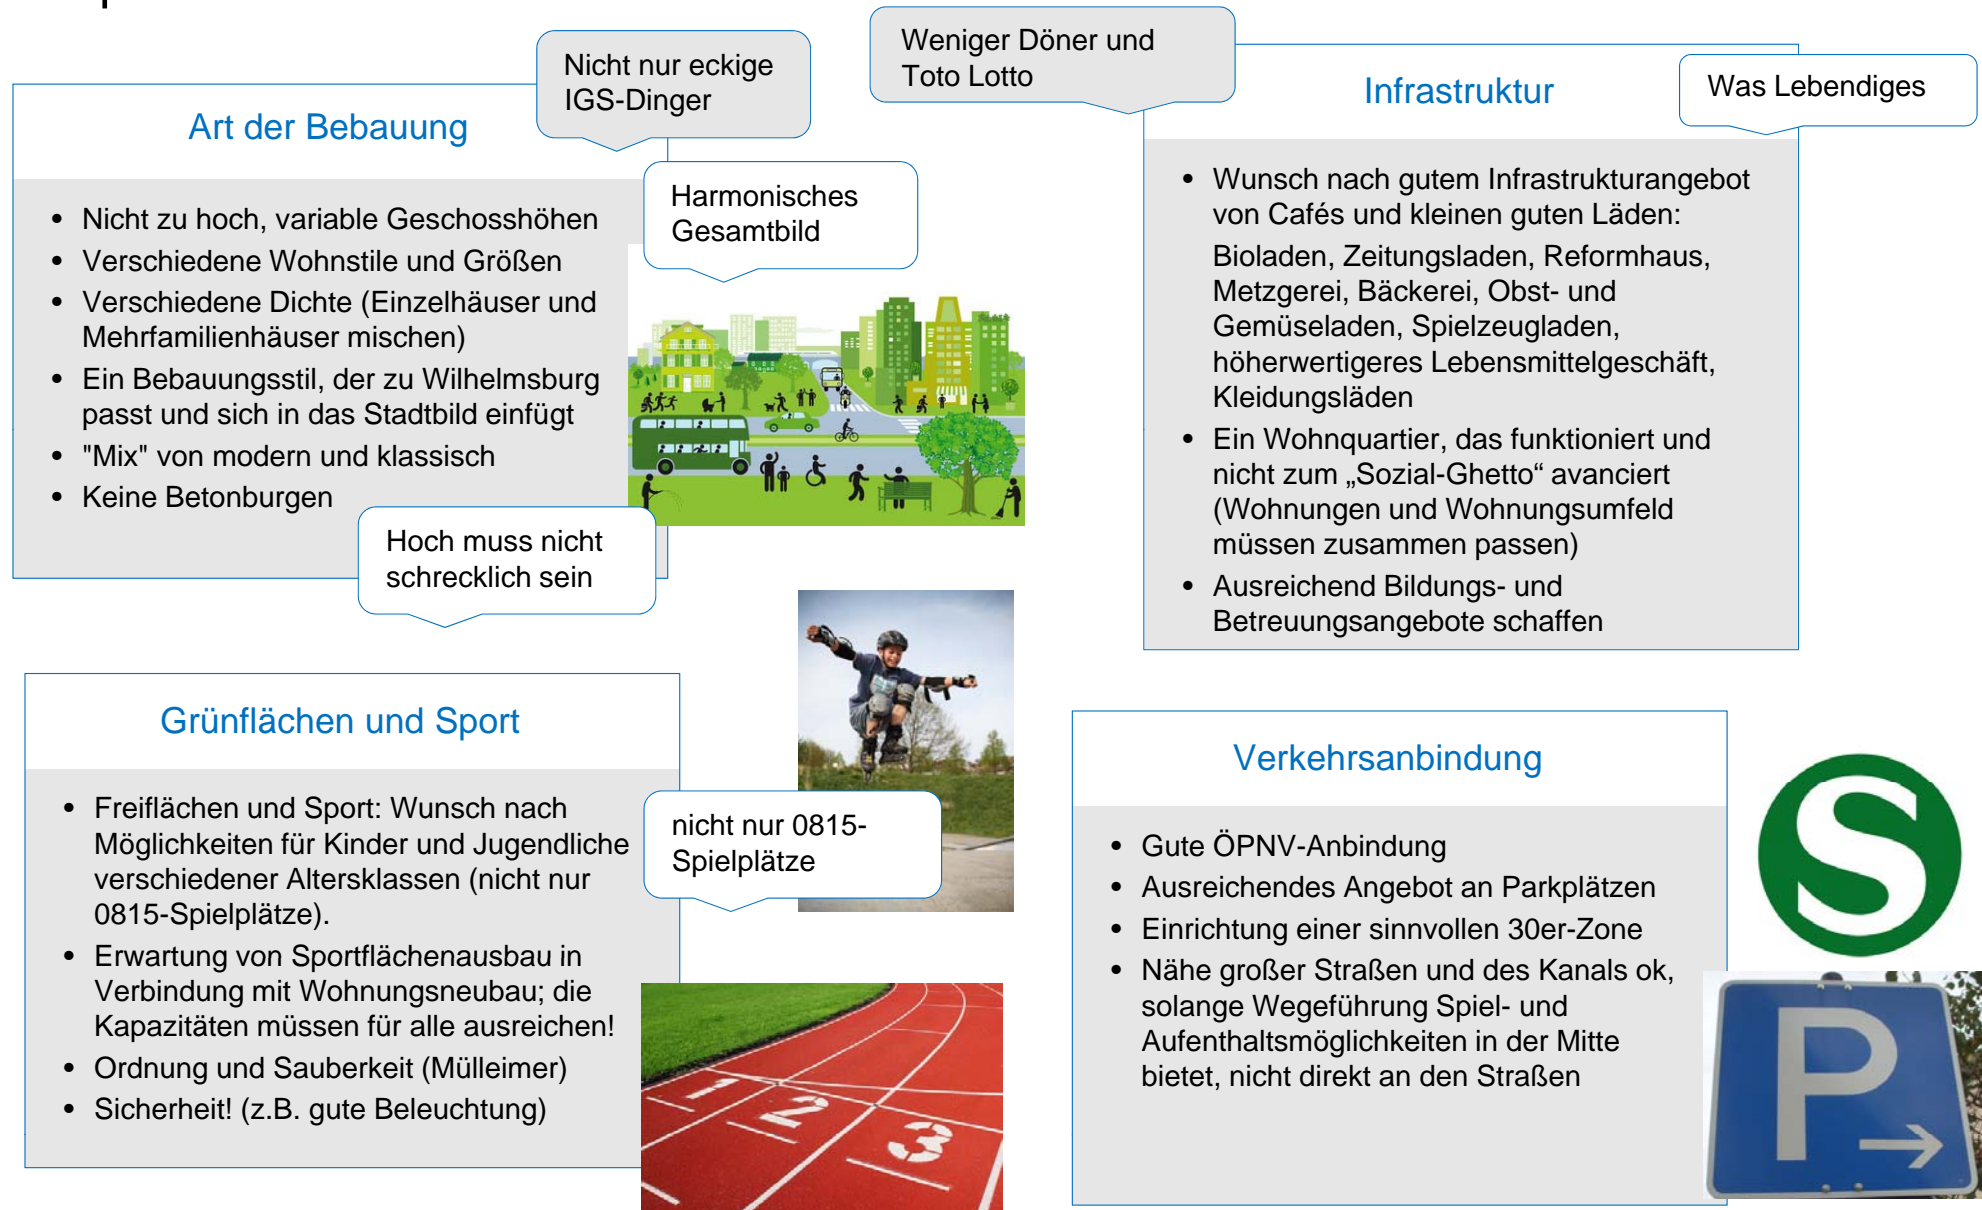 Nicht nur eckige
IGS-Dinger
Art der Bebauung
Harmonisches
Gesamtbild
• Nicht zu hoch, variable Geschosshöhen
• Verschiedene Wohnstile und Größen
• Verschiedene Dichte (Einzelhäuser und
Mehrfamilienhäuser mischen)
• Ein Bebauungsstil, der zu Wilhelmsburg
passt und sich in das Stadtbild einfügt
• "Mix" von modern und klassisch
• Keine Betonburgen
Hoch muss nicht
schrecklich sein
Weniger Döner und
Toto Lotto
Infrastruktur
Was Lebendiges
• Wunsch nach gutem Infrastrukturangebot
von Cafés und kleinen guten Läden:
Bioladen, Zeitungsladen, Reformhaus,
Metzgerei, Bäckerei, Obst- und
Gemüseladen, Spielzeugladen,
höherwertigeres Lebensmittelgeschäft,
Kleidungsläden
• Ein Wohnquartier, das funktioniert und
nicht zum „Sozial-Ghetto“ avanciert
(Wohnungen und Wohnungsumfeld
müssen zusammen passen)
• Ausreichend Bildungs- und
Betreuungsangebote schaffen
Grünflächen und Sport
• Freiflächen und Sport: Wunsch nach
Möglichkeiten für Kinder und Jugendliche
verschiedener Altersklassen (nicht nur
0815-Spielplätze).
• Erwartung von Sportflächenausbau in
Verbindung mit Wohnungsneubau; die
Kapazitäten müssen für alle ausreichen!
• Ordnung und Sauberkeit (Mülleimer)
• Sicherheit! (z.B. gute Beleuchtung)
nicht nur 0815-
Spielplätze
1
2
3
Verkehrsanbindung
• Gute ÖPNV-Anbindung
• Ausreichendes Angebot an Parkplätzen
• Einrichtung einer sinnvollen 30er-Zone
• Nähe großer Straßen und des Kanals ok,
solange Wegeführung Spiel- und
Aufenthaltsmöglichkeiten in der Mitte
bietet, nicht direkt an den Straßen
S
P